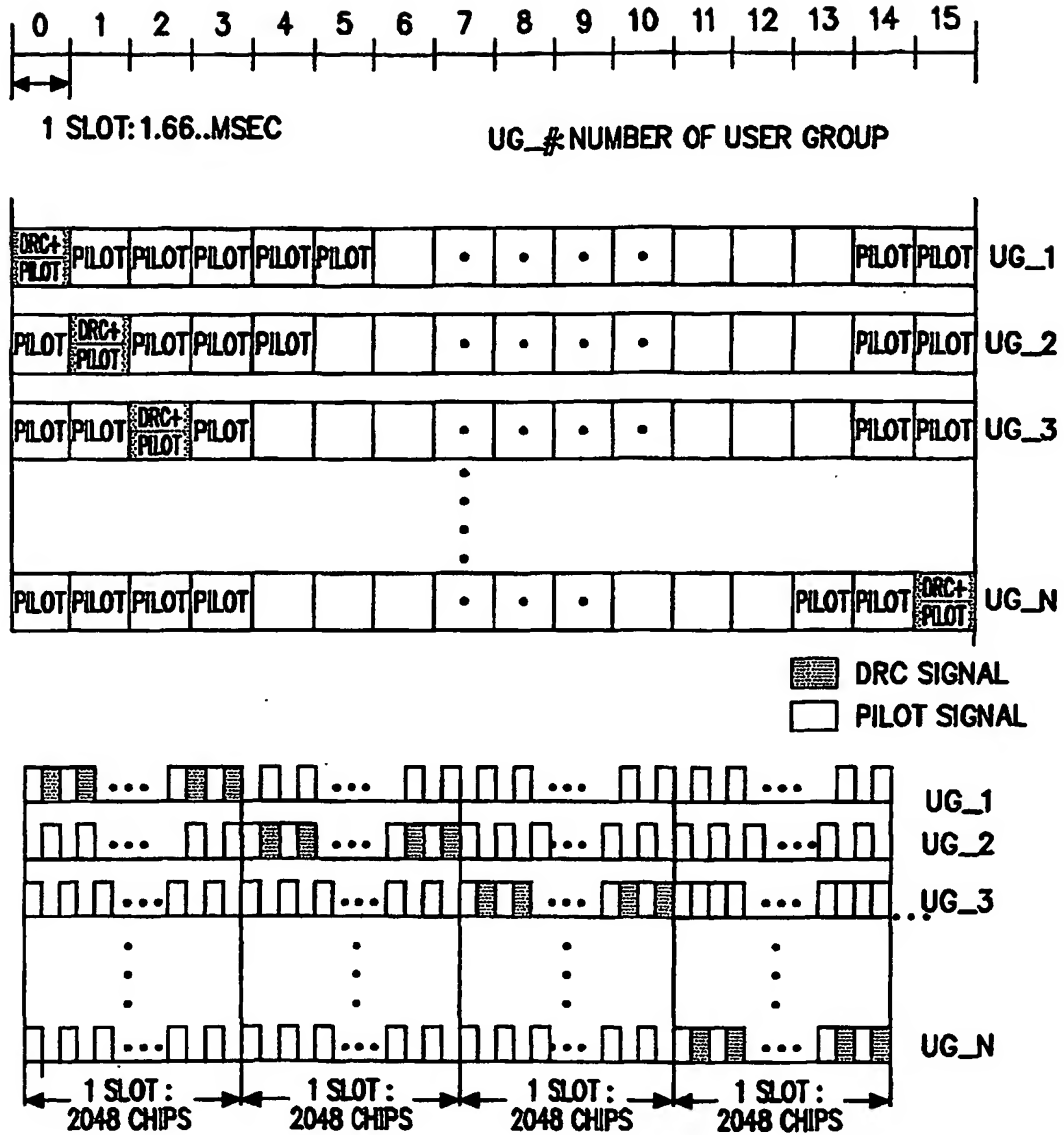 0 1 2 3 4 5 6 7 8 9 10 11 12 13 14 15
1 SLOT: 1.66..MSEC
UG_#: NUMBER OF USER GROUP
DRC+ PILOT PILOT PILOT PILOT PILOT PILOT • • • • PILOT PILOT UG_1
PILOT DRC+ PILOT PILOT PILOT PILOT • • • • PILOT PILOT UG_2
PILOT PILOT DRC+ PILOT PILOT • • • • PILOT PILOT UG_3
PILOT PILOT PILOT PILOT • • • PILOT PILOT DRC+ PILOT UG_N
DRC SIGNAL
PILOT SIGNAL
••• ••• ••• ••• UG_1
••• ••• ••• ••• UG_2
••• ••• ••• ••• ...UG_3
••• ••• ••• ••• UG_N
1 SLOT : 1 SLOT : 1 SLOT : 1 SLOT :
2048 CHIPS 2048 CHIPS 2048 CHIPS 2048 CHIPS